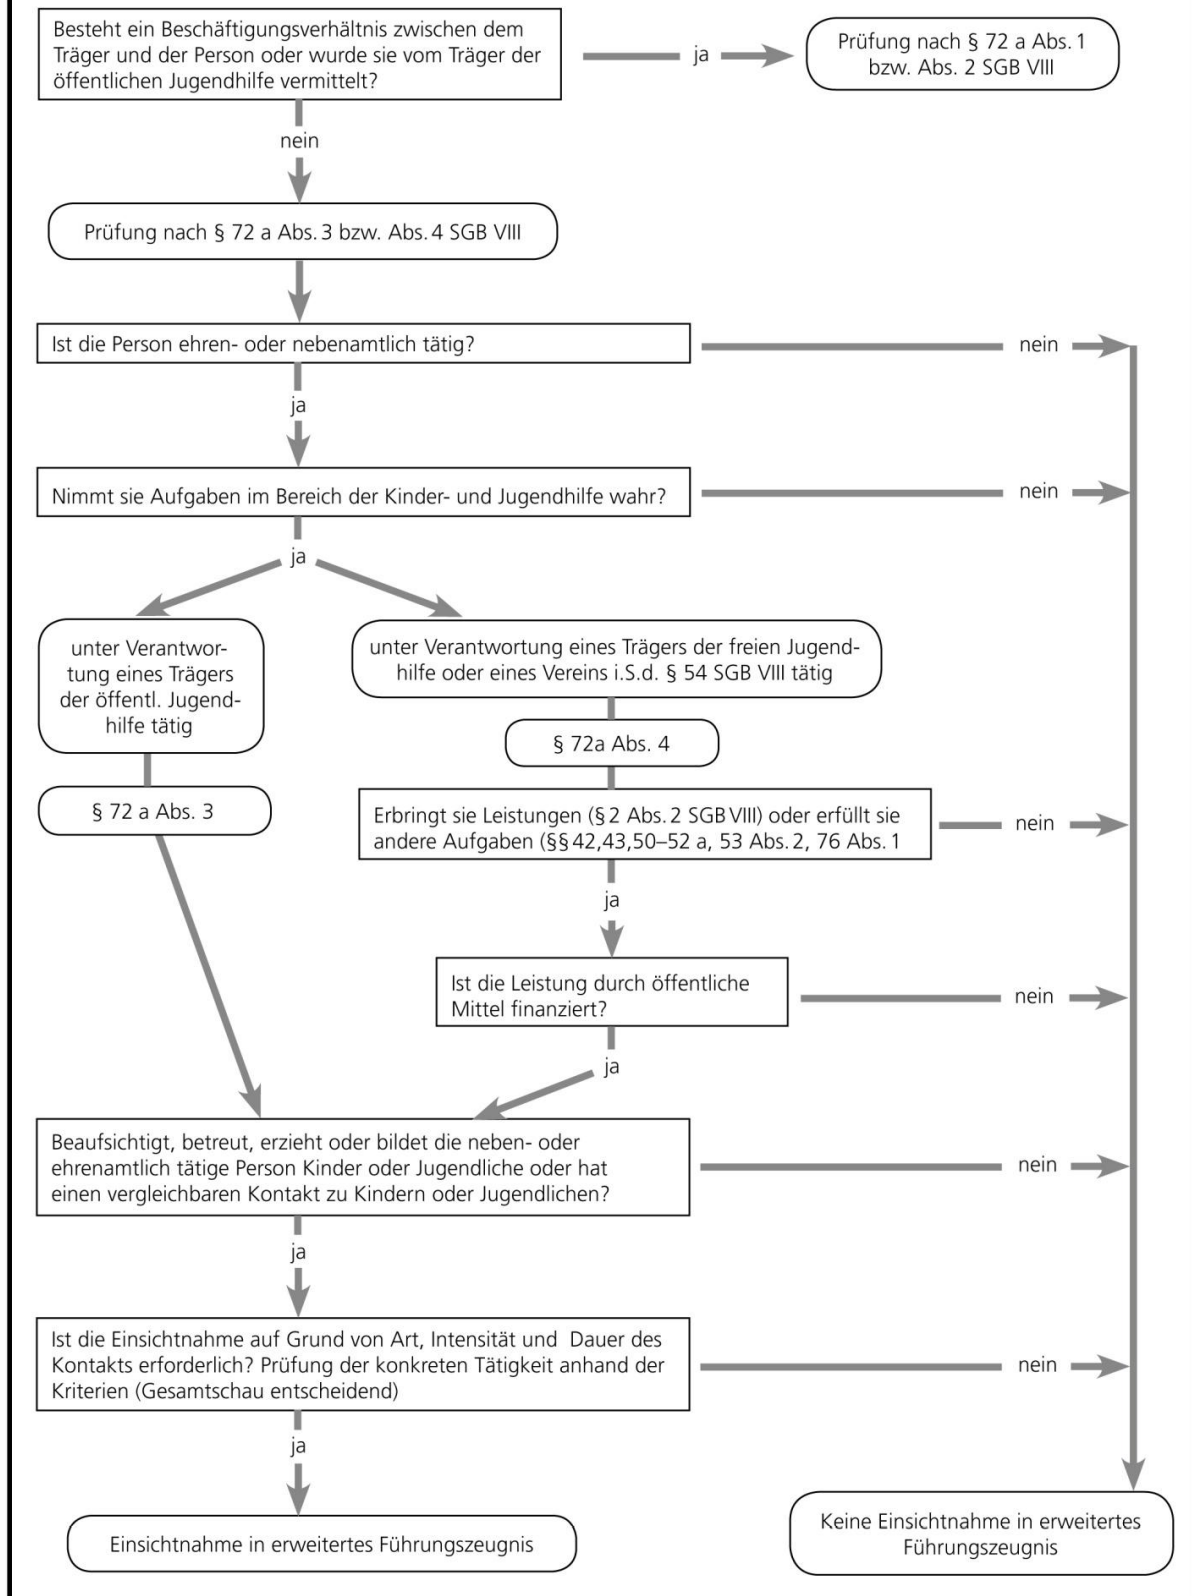 Besteht ein Beschäftigungsverhältnis zwischen dem
Träger und der Person oder wurde sie vom Träger der
öffentlichen Jugendhilfe vermittelt?
ja
Prüfung nach § 72 a Abs. 1
bzw. Abs. 2 SGB VIII
nein
Prüfung nach § 72 a Abs. 3 bzw. Abs. 4 SGB VIII
Ist die Person ehren- oder nebenamtlich tätig?
nein
ja
Nimmt sie Aufgaben im Bereich der Kinder- und Jugendhilfe wahr?
nein
ja
unter Verantwor-
tung eines Trägers
der öffentl. Jugend-
hilfe tätig
unter Verantwortung eines Trägers der freien Jugend-
hilfe oder eines Vereins i.S.d. § 54 SGB VIII tätig
§ 72a Abs. 4
§ 72 a Abs. 3
Erbringt sie Leistungen (§ 2 Abs. 2 SGB VIII) oder erfüllt sie
andere Aufgaben (§§ 42,43,50–52 a, 53 Abs. 2, 76 Abs. 1
nein
ja
Ist die Leistung durch öffentliche
Mittel finanziert?
nein
ja
Beaufsichtigt, betreut, erzieht oder bildet die neben- oder
ehrenamtlich tätige Person Kinder oder Jugendliche oder hat
einen vergleichbaren Kontakt zu Kindern oder Jugendlichen?
nein
ja
Ist die Einsichtnahme auf Grund von Art, Intensität und Dauer des
Kontakts erforderlich? Prüfung der konkreten Tätigkeit anhand der
Kriterien (Gesamtschau entscheidend)
nein
ja
Einsichtnahme in erweitertes Führungszeugnis
Keine Einsichtnahme in erweitertes
Führungszeugnis